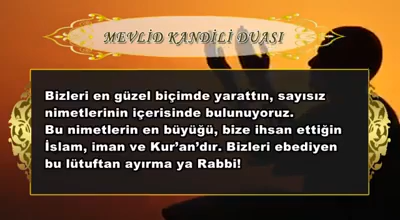 MEVLİD KANDİLİ DUASI
Bizleri en güzel biçimde yarattın, sayısız
nimetlerinin içerisinde bulunuyoruz.
Bu nimetlerin en büyüğü, bize ihsan ettiğin
İslam, iman ve Kur’an’dır. Bizleri ebediyen
bu lütuftan ayırma ya Rabbi!